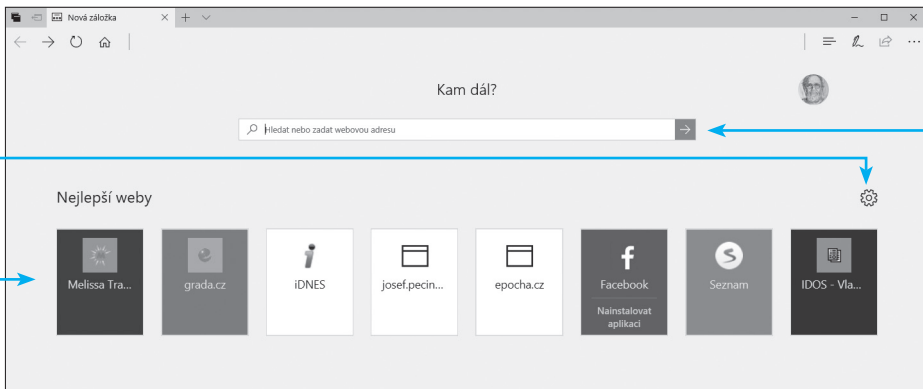 Nová záložka
Kam dál?
Hledat nebo zadat webovou adresu
Nejlepší weby
Melissa Tra...
grada.cz
iDNES
josef.pecin...
epocha.cz
Facebook
Nainstalovat
aplikaci
Seznam
IDOS - Vla...